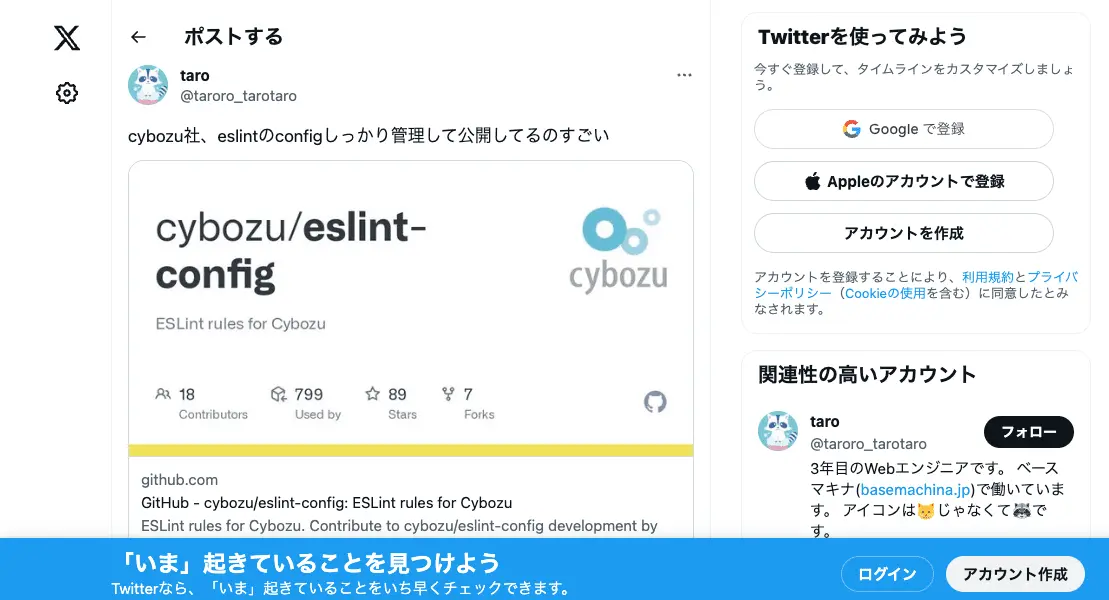 ポストする
taro
@taroro_tarotaro
cybozu社、eslintのconfigしっかり管理して公開してるのすごい
cybozu/eslint-
config
ESLint rules for Cybozu
cybozu
18
Contributors
799
Used by
89
Stars
7
Forks
github.com
GitHub - cybozu/eslint-config: ESLint rules for Cybozu
ESLint rules for Cybozu. Contribute to cybozu/eslint-config development by
Twitterを使ってみよう
今すぐ登録して、タイムラインをカスタマイズしましょ
う。
Google で登録
Appleのアカウントで登録
アカウントを作成
アカウントを登録することにより、利用規約とプライバ
シーポリシー（Cookieの使用を含む）に同意したとみ
なされます。
関連性の高いアカウント
taro
@taroro_tarotaro
フォロー
3年目のWebエンジニアです。 ベース
マキナ(basemachina.jp)で働いていま
す。 アイコンは🐱じゃなくて🦝で
す。
「いま」起きていることを見つけよう
Twitterなら、「いま」起きていることをいち早くチェックできます。
ログイン
アカウント作成